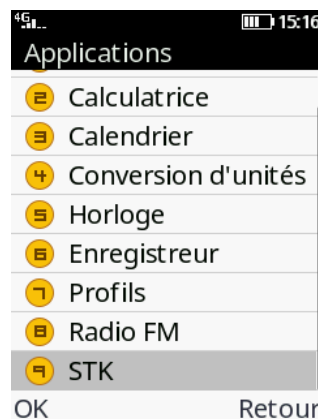 4G 15:16
Applications
2 Calculatrice
3 Calendrier
4 Conversion d'unités
5 Horloge
6 Enregistreur
7 Profils
8 Radio FM
9 STK
OK Retour